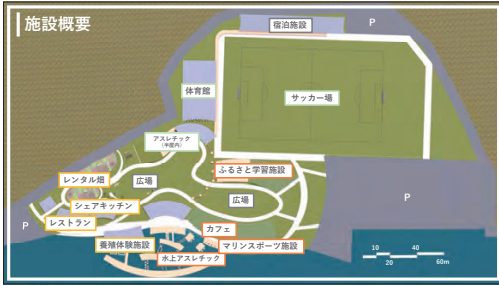 施設概要
宿泊施設
P
体育館
サッカー場
アスレチック
(半屋内)
ふるさと学習施設
レンタル畑
広場
シェアキッチン
広場
P
レストラン
P
カフェ
養殖体験施設
マリンスポーツ施設
水上アスレチック
10 40
20 60m